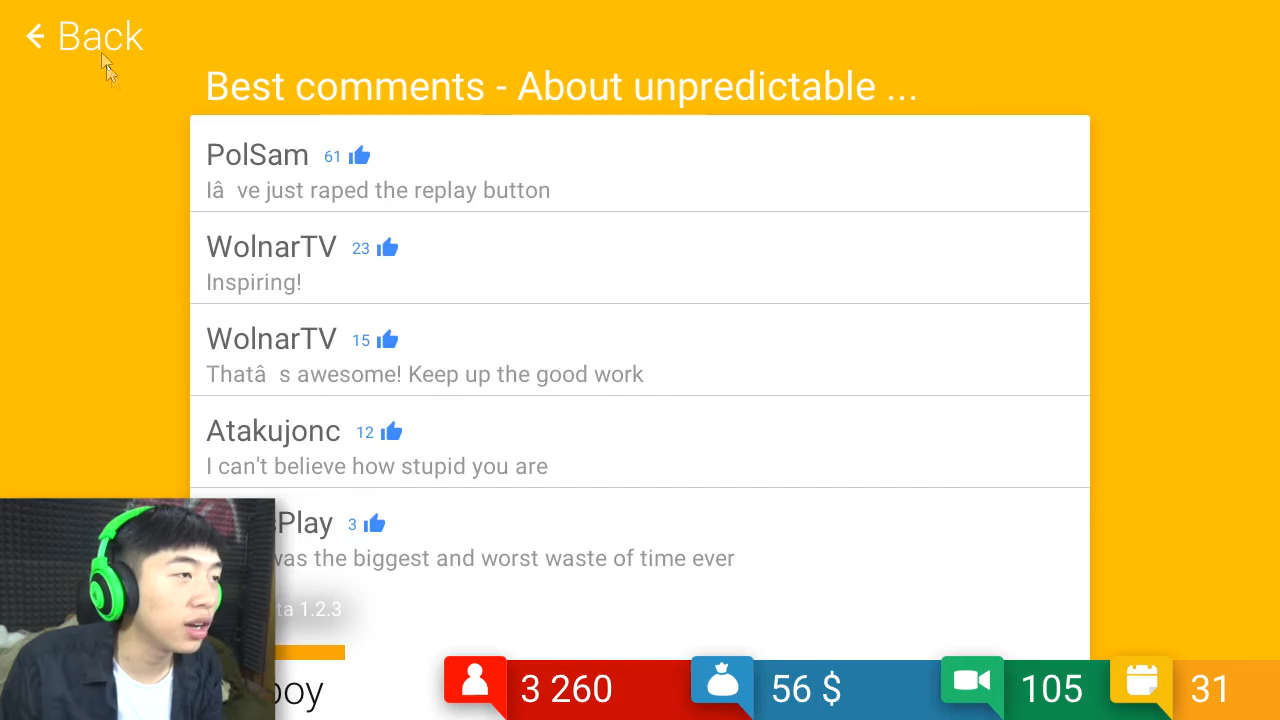 Back
Best comments - About unpredictable ...
PolSam 61
Iâ ve just raped the replay button
WolnarTV 23
Inspiring!
WolnarTV 15
Thatâ s awesome! Keep up the good work
Atakujonc 12
I can't believe how stupid you are
sPlay 3
was the biggest and worst waste of time ever
ta 1.2.3
boy
3 260
56 $
105
31